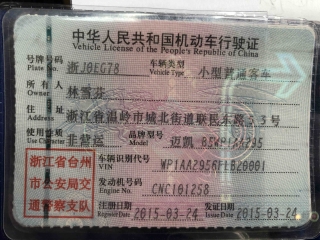 中华人民共和国机动车行驶证
Vehicle License of the People's Republic of China
号牌号码 浙J0EG78 车辆类型 小型普通客车
Plate No. Vehicle Type
所有人 林雪芬
Owner
住址 浙江省温岭市城北街道联民东路53号
Address
使用性质 非营运 品牌型号 迈凯
Use Character Model
浙江省台州 车辆识别代号 WP1AA2956FLB20001
VIN
市公安局交 发动机号码 CNC101258
Engine No.
通警察支队 注册日期 2015-03-24 发证日期 2015-03-24
Register Date Issue Date